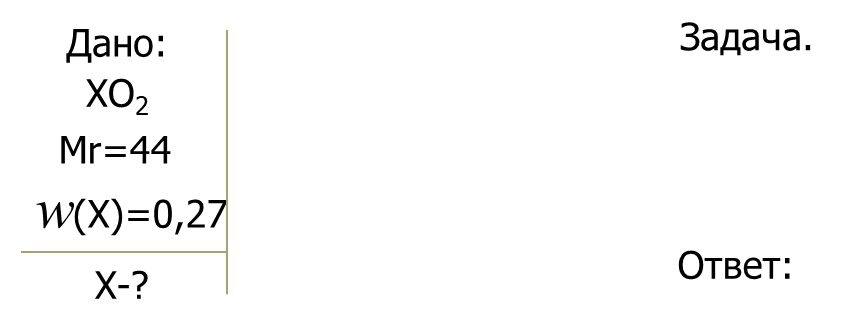 Дано:
XO₂
Mr=44
w(X)=0,27
X-?
Задача.
Ответ: